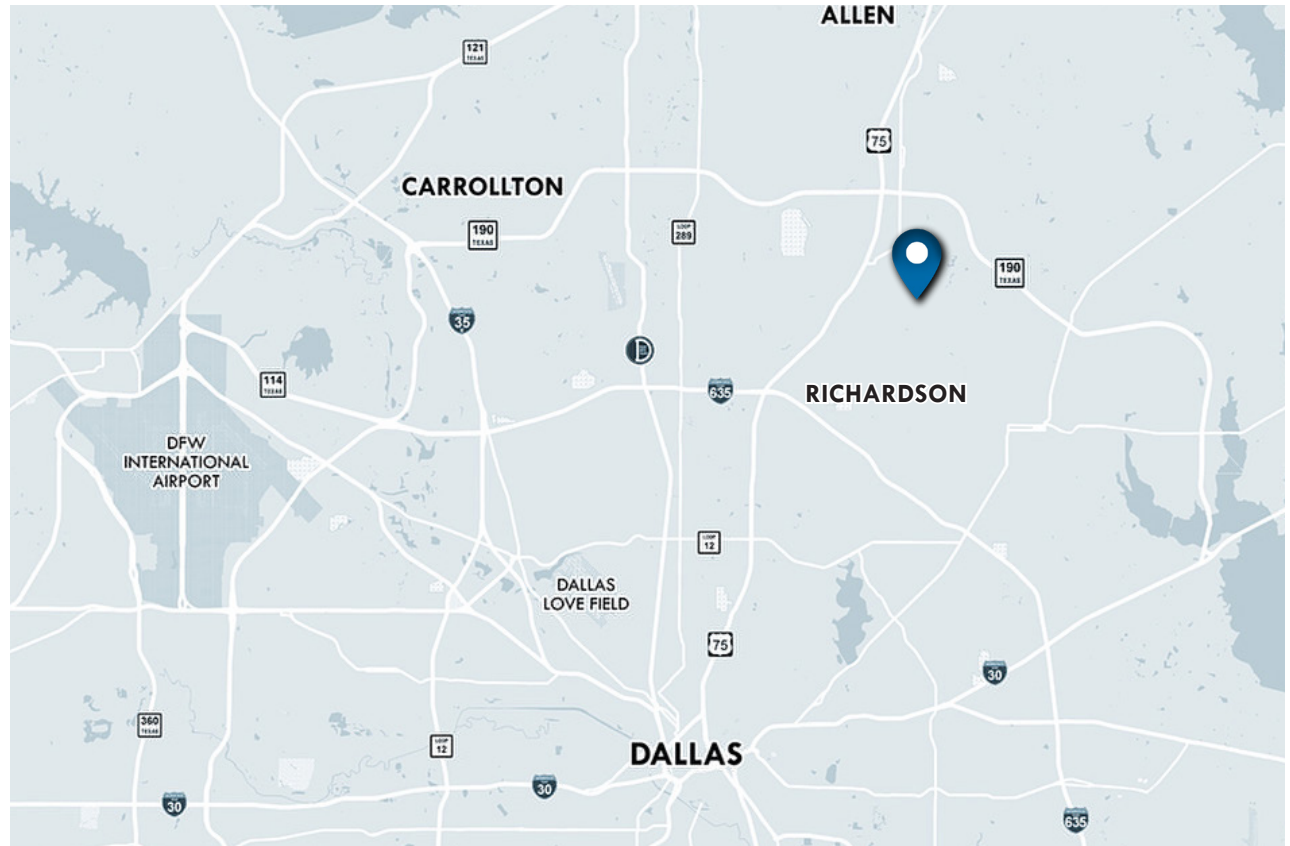 ALLEN
121
TEXAS
75
CARROLLTON
190
TEXAS
LOOP
289
190
TEXAS
35
D
114
TEXAS
635
RICHARDSON
DFW
INTERNATIONAL
AIRPORT
LOOP
12
DALLAS
LOVE FIELD
75
30
360
TEXAS
LOOP
12
DALLAS
30
30
635